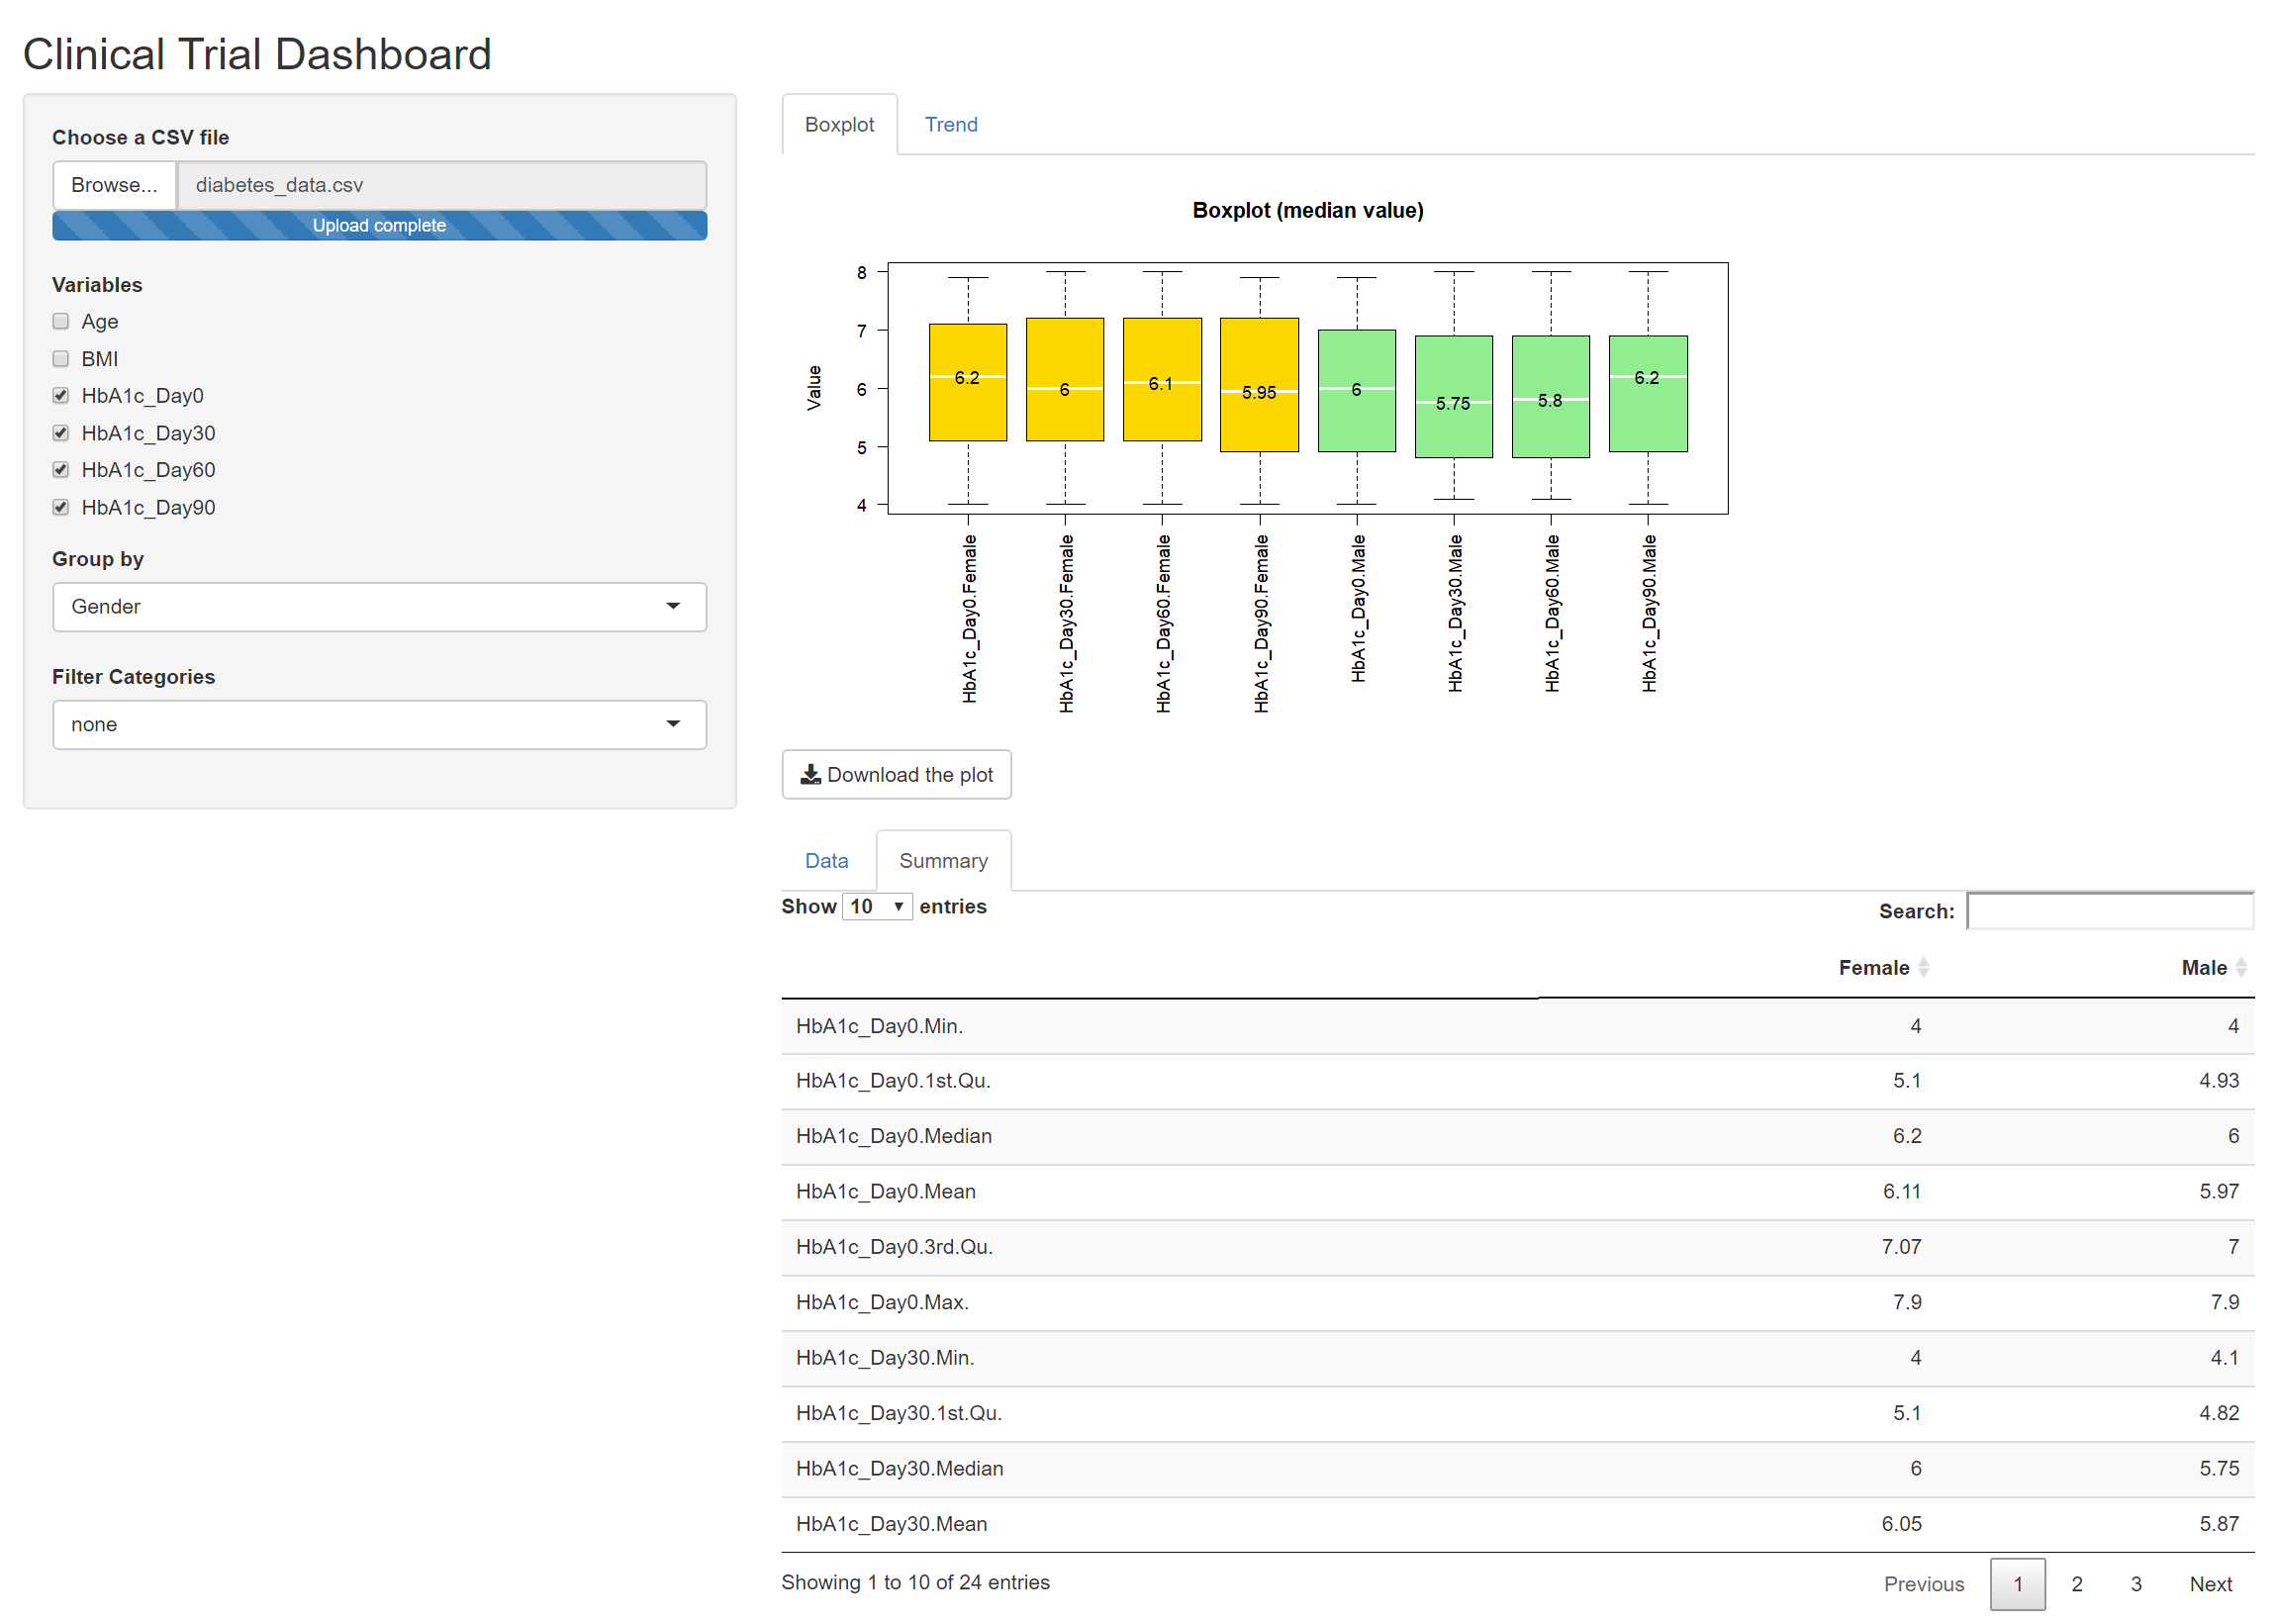 Clinical Trial Dashboard
Choose a CSV file
Browse... diabetes_data.csv
Upload complete
Variables
Age
BMI
HbA1c_Day0
HbA1c_Day30
HbA1c_Day60
HbA1c_Day90
Group by
Gender
Filter Categories
none
Boxplot Trend
Boxplot (median value)
Value
8
7
6
5
4
6.2 6 6.1 5.95 6 5.75 5.8 6.2
HbA1c_Day0.Female
HbA1c_Day30.Female
HbA1c_Day60.Female
HbA1c_Day90.Female
HbA1c_Day0.Male
HbA1c_Day30.Male
HbA1c_Day60.Male
HbA1c_Day90.Male
Download the plot
Data Summary
Show 10 entries Search:
Female Male
HbA1c_Day0.Min. 4 4
HbA1c_Day0.1st.Qu. 5.1 4.93
HbA1c_Day0.Median 6.2 6
HbA1c_Day0.Mean 6.11 5.97
HbA1c_Day0.3rd.Qu. 7.07 7
HbA1c_Day0.Max. 7.9 7.9
HbA1c_Day30.Min. 4 4.1
HbA1c_Day30.1st.Qu. 5.1 4.82
HbA1c_Day30.Median 6 5.75
HbA1c_Day30.Mean 6.05 5.87
Showing 1 to 10 of 24 entries Previous 1 2 3 Next